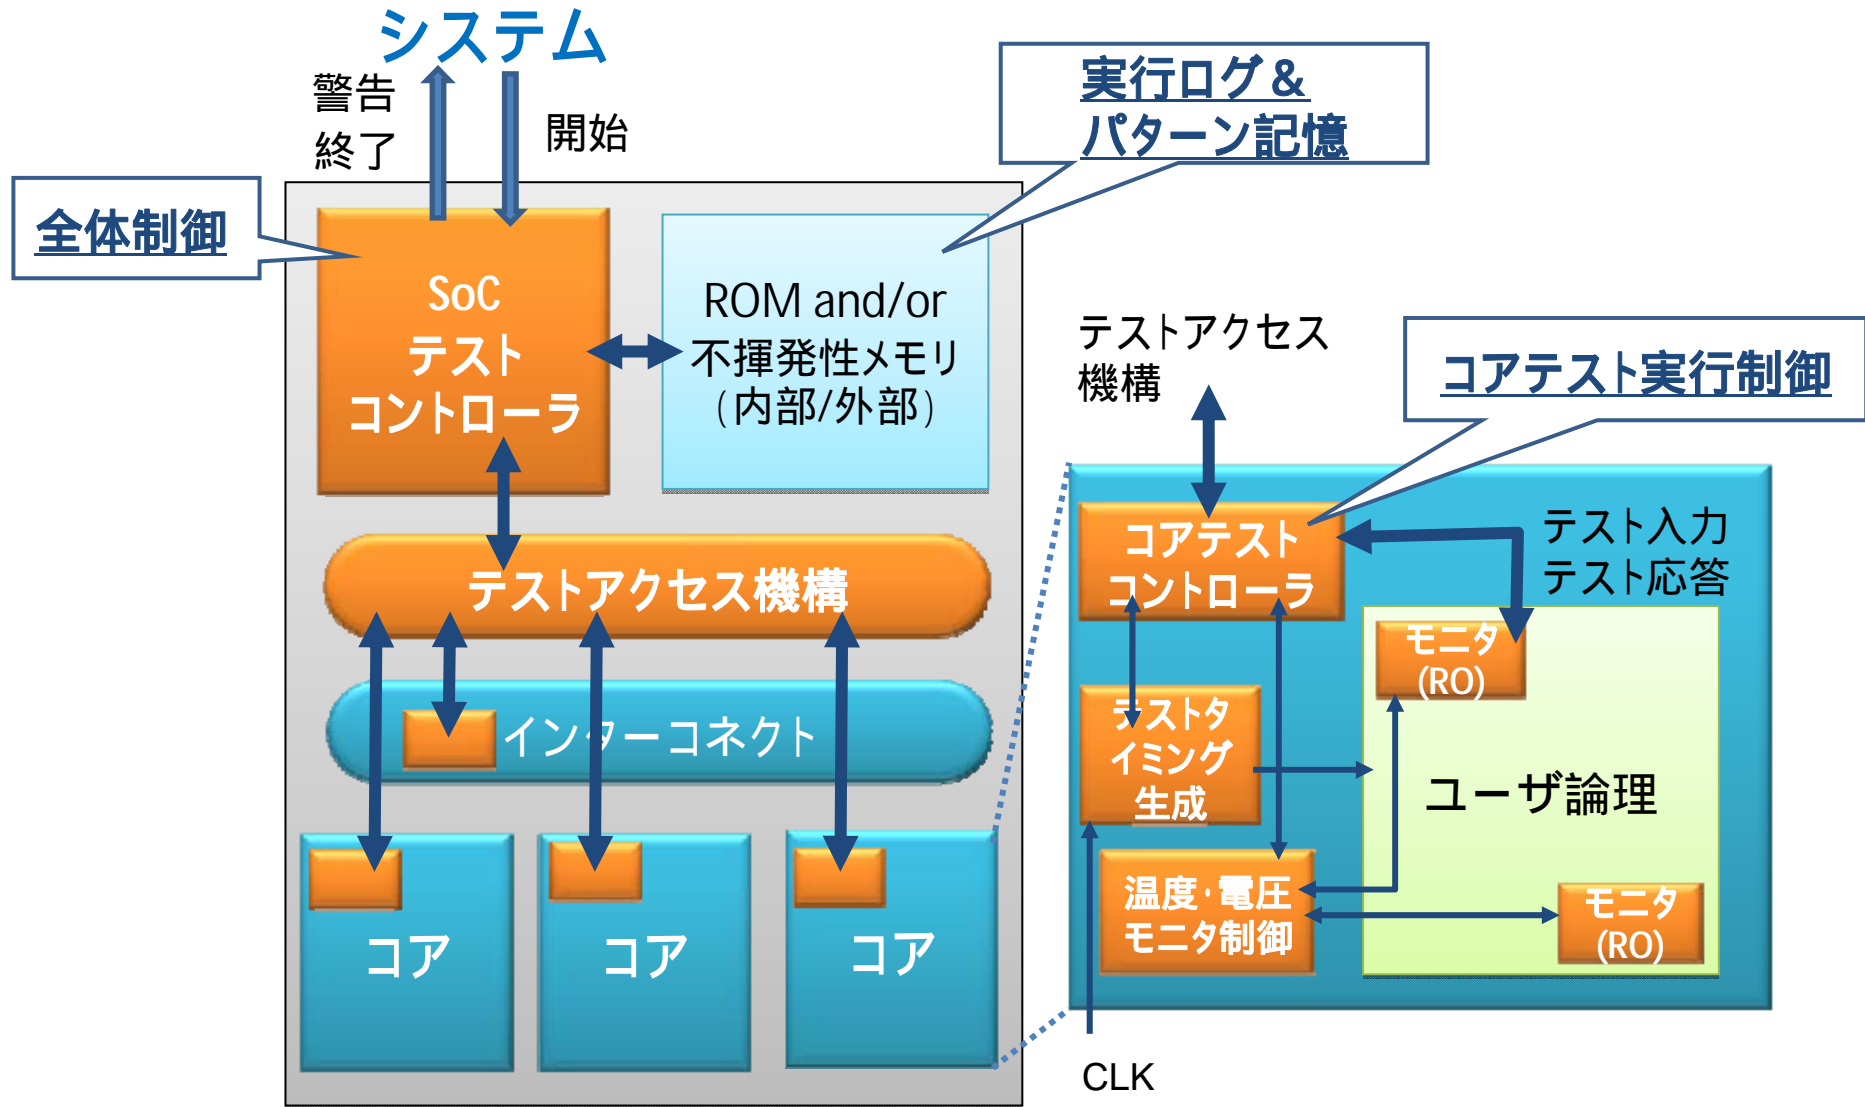 システム
警告
終了
開始
実行ログ＆
パターン記憶
全体制御
SoC
テスト
コントローラ
ROM and/or
不揮発性メモリ
(内部/外部)
テストアクセス機構
インターコネクト
コア
コア
コア
テストアクセス
機構
コアテスト実行制御
コアテスト
コントローラ
テスト入力
テスト応答
モニタ
(RO)
テストタ
イミング
生成
ユーザ論理
温度・電圧
モニタ制御
モニタ
(RO)
CLK